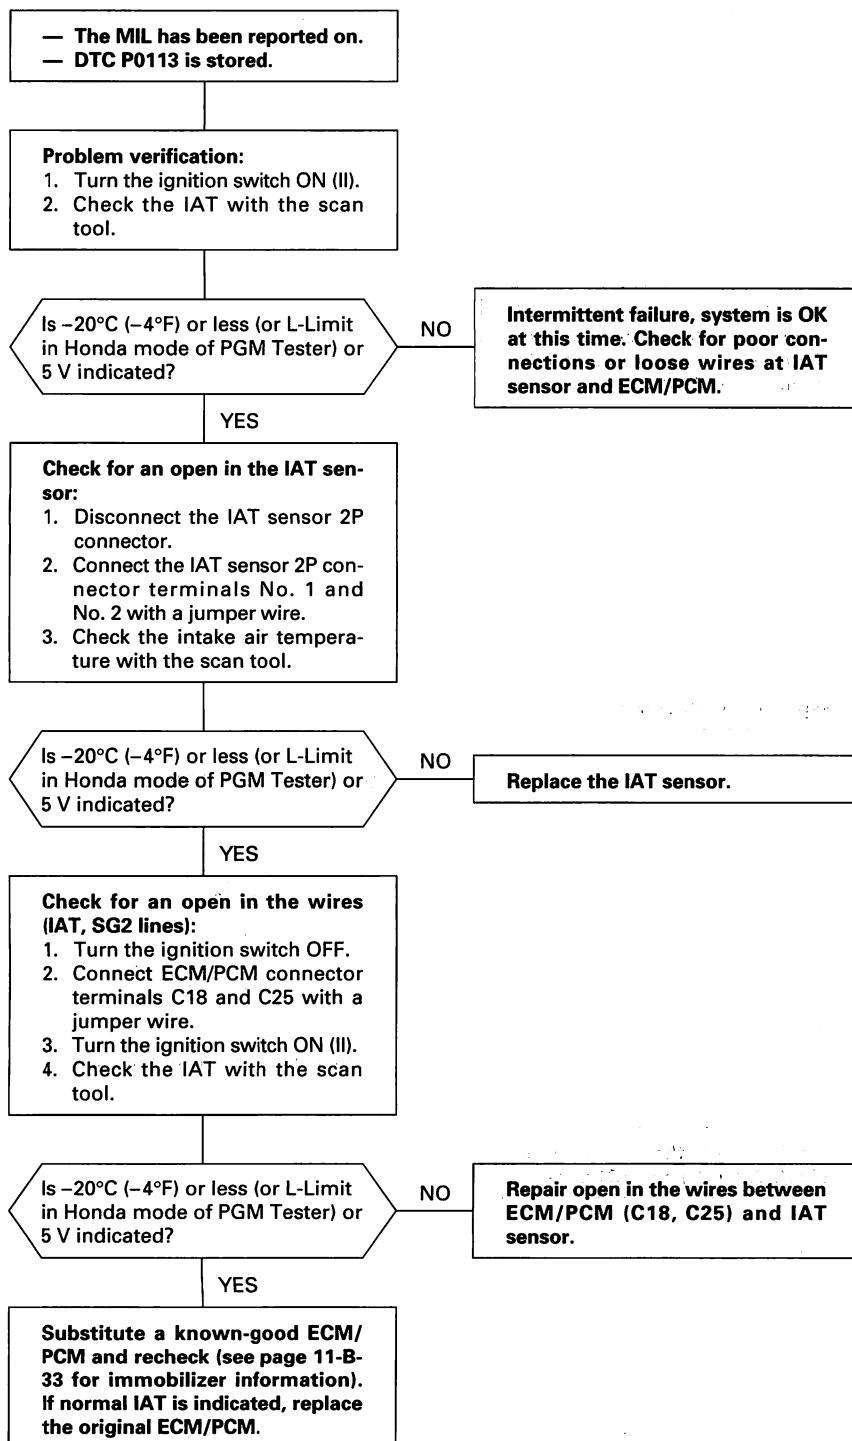 — The MIL has been reported on.
— DTC P0113 is stored.
Problem verification:
1. Turn the ignition switch ON (II).
2. Check the IAT with the scan
tool.
Is –20°C (–4°F) or less (or L-Limit
in Honda mode of PGM Tester) or
5 V indicated?
NO
Intermittent failure, system is OK
at this time. Check for poor con-
nections or loose wires at IAT
sensor and ECM/PCM.
YES
Check for an open in the IAT sen-
sor:
1. Disconnect the IAT sensor 2P
connector.
2. Connect the IAT sensor 2P con-
nector terminals No. 1 and
No. 2 with a jumper wire.
3. Check the intake air tempera-
ture with the scan tool.
Is –20°C (–4°F) or less (or L-Limit
in Honda mode of PGM Tester) or
5 V indicated?
NO
Replace the IAT sensor.
YES
Check for an open in the wires
(IAT, SG2 lines):
1. Turn the ignition switch OFF.
2. Connect ECM/PCM connector
terminals C18 and C25 with a
jumper wire.
3. Turn the ignition switch ON (II).
4. Check the IAT with the scan
tool.
Is –20°C (–4°F) or less (or L-Limit
in Honda mode of PGM Tester) or
5 V indicated?
NO
Repair open in the wires between
ECM/PCM (C18, C25) and IAT
sensor.
YES
Substitute a known-good ECM/
PCM and recheck (see page 11-B-
33 for immobilizer information).
If normal IAT is indicated, replace
the original ECM/PCM.